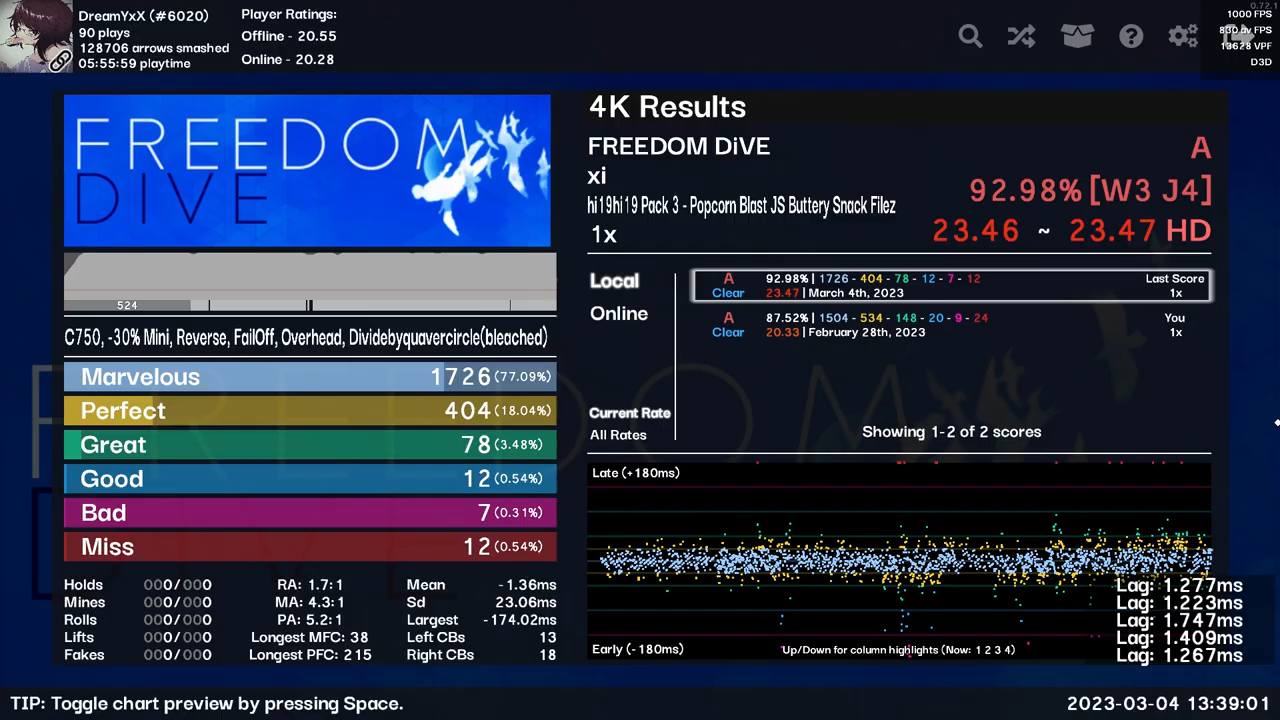 DreamYxX (#6020)
90 plays
128706 arrows smashed
05:55:59 playtime
Player Ratings:
Offline - 20.55
Online - 20.28
0.72.1
1000 FPS
830 av FPS
13628 VPF
D3D
FREEDOM
DIVE
524
C750, -30% Mini, Reverse, FailOff, Overhead, Dividebyquavercircle(bleached)
Marvelous 1726 (77.09%)
Perfect 404 (18.04%)
Great 78 (3.48%)
Good 12 (0.54%)
Bad 7 (0.31%)
Miss 12 (0.54%)
Holds 000/000 RA: 1.7:1 Mean -1.36ms
Mines 000/000 MA: 4.3:1 Sd 23.06ms
Rolls 000/000 PA: 5.2:1 Largest -174.02ms
Lifts 000/000 Longest MFC: 38 Left CBs 13
Fakes 000/000 Longest PFC: 215 Right CBs 18
4K Results
FREEDOM DiVE
xi
hi19hi19 Pack 3 - Popcorn Blast JS Buttery Snack Filez
1x
A
92.98% [W3 J4]
23.46 ~ 23.47 HD
Local
Online
A 92.98% | 1726 - 404 - 78 - 12 - 7 - 12 Last Score
Clear 23.47 | March 4th, 2023 1x
A 87.52% | 1504 - 534 - 148 - 20 - 9 - 24 You
Clear 20.33 | February 28th, 2023 1x
Current Rate
All Rates
Showing 1-2 of 2 scores
Late (+180ms)
Early (-180ms)
Up/Down for column highlights (Now: 1 2 3 4)
Lag: 1.277ms
Lag: 1.223ms
Lag: 1.747ms
Lag: 1.409ms
Lag: 1.267ms
TIP: Toggle chart preview by pressing Space.
2023-03-04 13:39:01